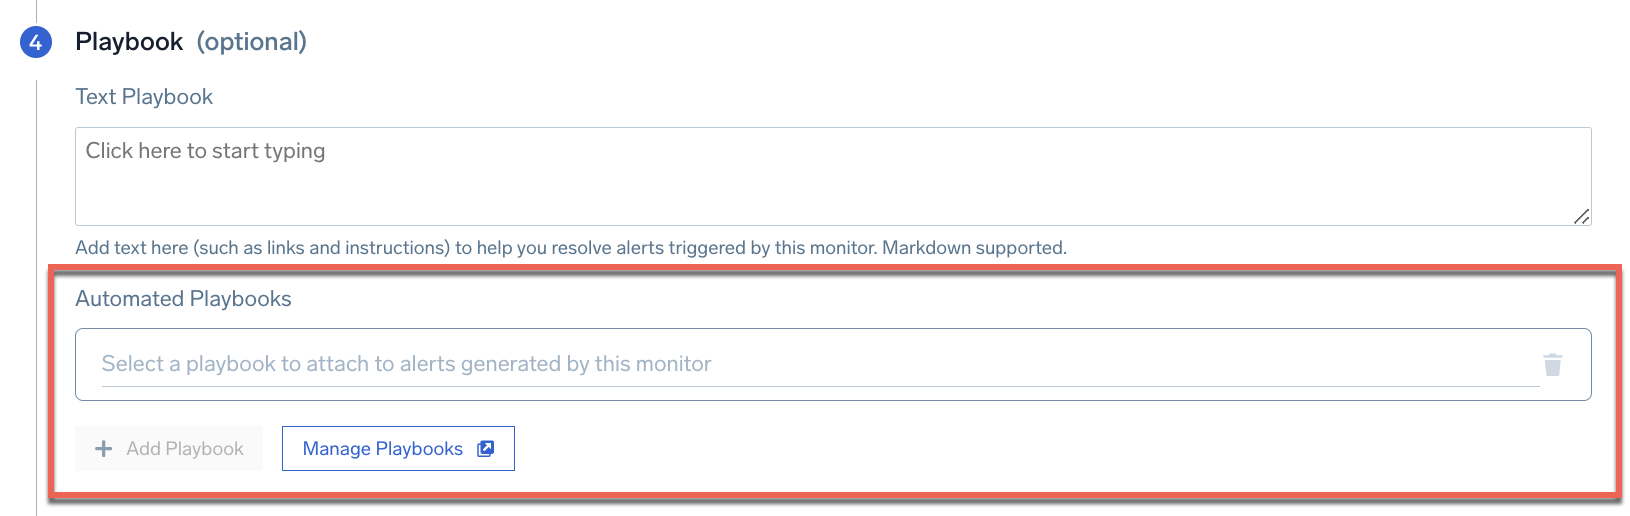 4 Playbook (optional)
Text Playbook
Click here to start typing
Add text here (such as links and instructions) to help you resolve alerts triggered by this monitor. Markdown supported.
Automated Playbooks
Select a playbook to attach to alerts generated by this monitor
Add Playbook Manage Playbooks